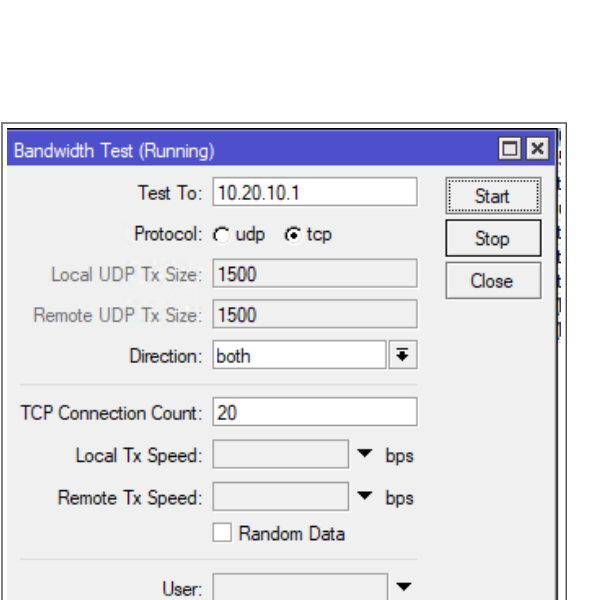 Bandwidth Test (Running)
Test To: 10.20.10.1
Start
Protocol: udp tcp
Stop
Local UDP Tx Size: 1500
Close
Remote UDP Tx Size: 1500
Direction: both
TCP Connection Count: 20
Local Tx Speed: bps
Remote Tx Speed: bps
Random Data
User: